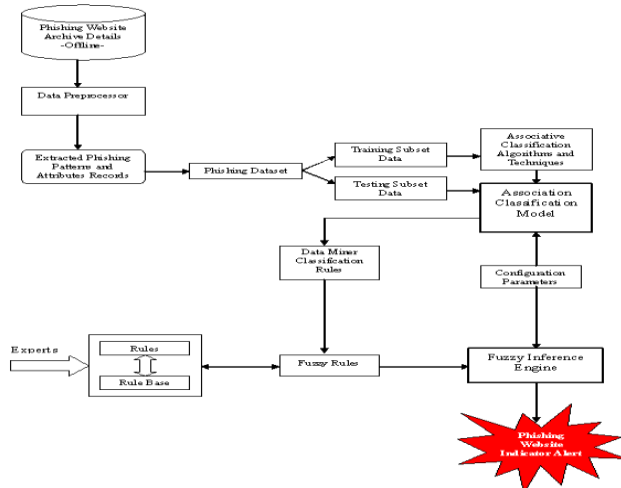 Phishing Website
Archive Details
-Offline-
Data Preprocessor
Extracted Phishing
Patterns and
Attributes Records
Phishing Dataset
Training Subset
Data
Testing Subset
Data
Associative
Classification
Algorithms and
Techniques
Association
Classification
Model
Data Miner
Classification
Rules
Configuration
Parameters
Experts
Rules
Rule Base
Fuzzy Rules
Fuzzy Inference
Engine
Phishing
Website
Indicator Alert